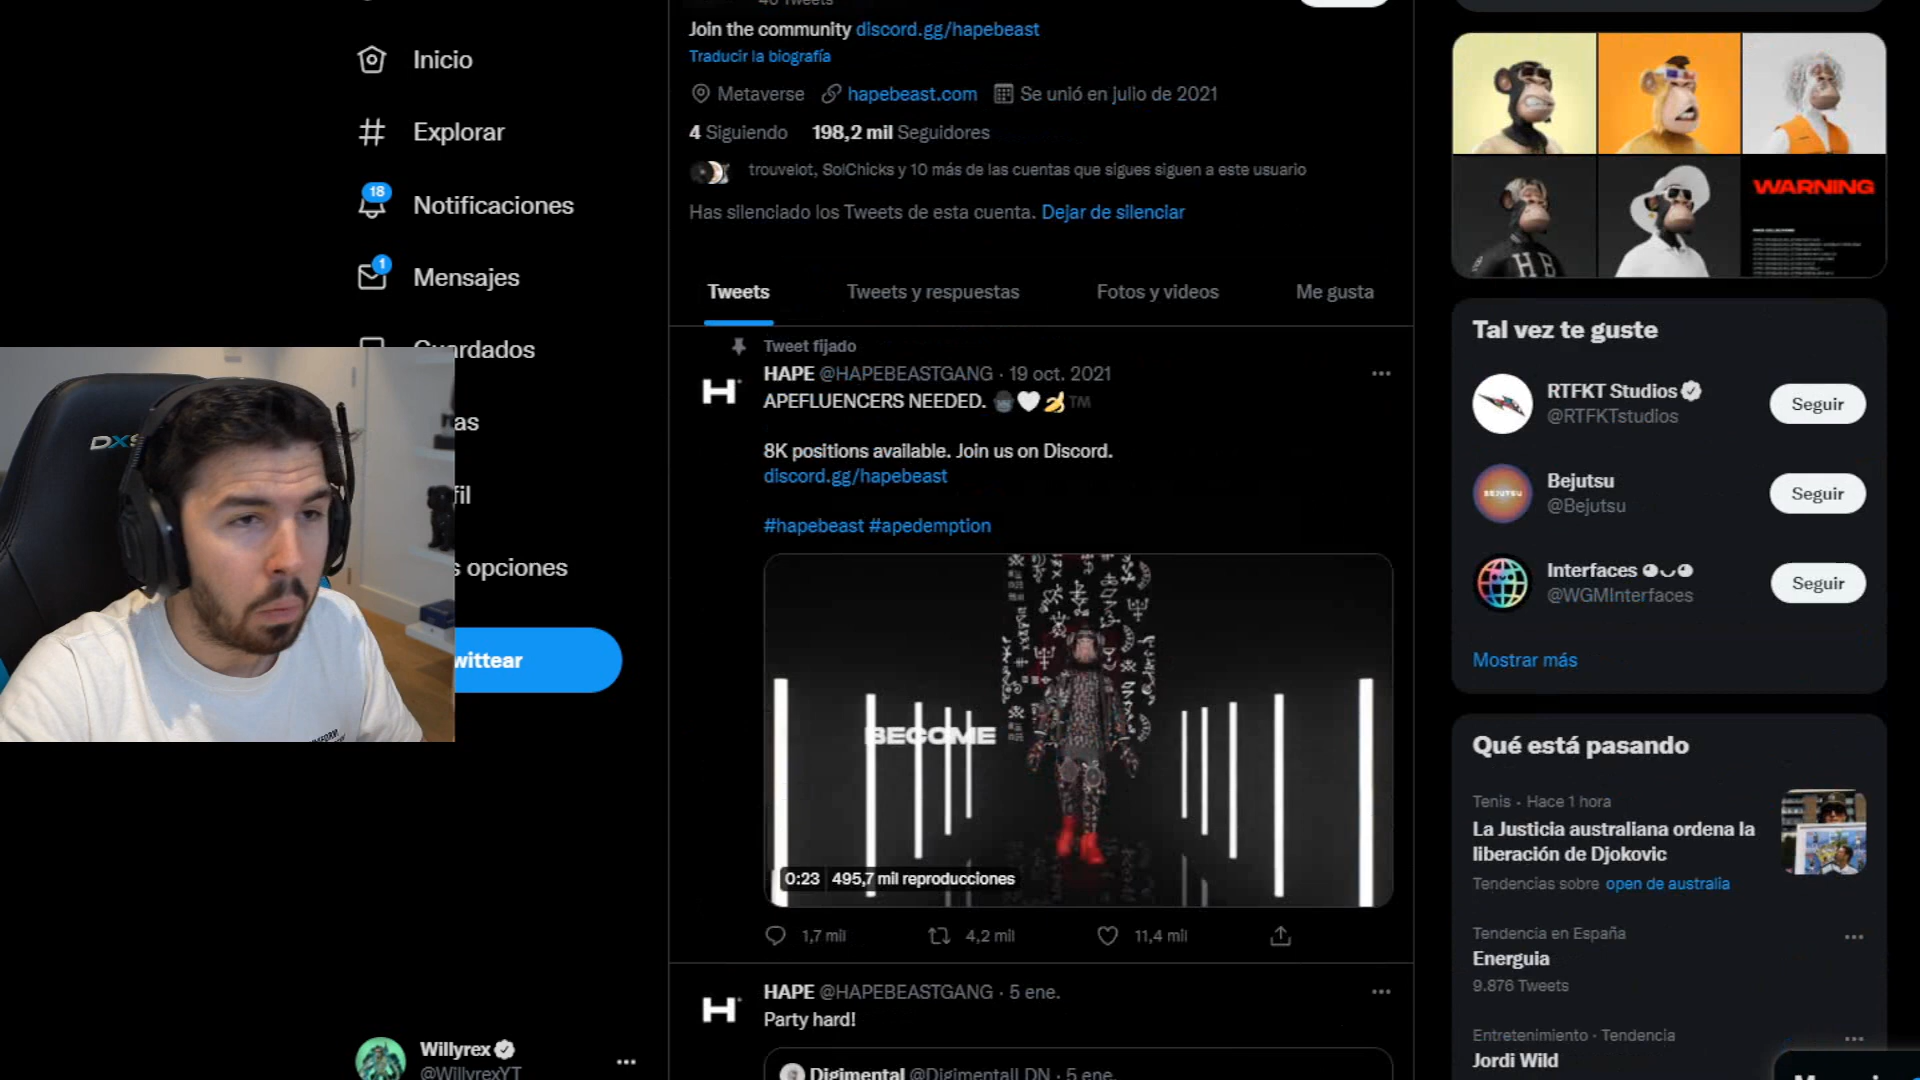 Inicio
Explorar
18
Notificaciones
1
Mensajes
Guardados
as
fil
s opciones
wittear
Willyrex
@WillyrexYT
40 Tweets
Join the community discord.gg/hapebeast
Traducir la biografía
Metaverse hapebeast.com Se unió en julio de 2021
4 Siguiendo 198,2 mil Seguidores
trouvelot, SolChicks y 10 más de las cuentas que sigues siguen a este usuario
Has silenciado los Tweets de esta cuenta. Dejar de silenciar
Tweets Tweets y respuestas Fotos y videos Me gusta
Tweet fijado
HAPE @HAPEBEASTGANG · 19 oct. 2021
APEFLUENCERS NEEDED. 🦍🤍🍌™
8K positions available. Join us on Discord.
discord.gg/hapebeast
#hapebeast #apedemption
BECOME
0:23 495,7 mil reproducciones
1,7 mil 4,2 mil 11,4 mil
HAPE @HAPEBEASTGANG · 5 ene.
Party hard!
Digimental @Digimentall_DN · 5 ene.
WARNING
HB
Tal vez te guste
RTFKT Studios
@RTFKTstudios
Seguir
BEJUTSU
Bejutsu
@Bejutsu
Seguir
Interfaces
@WGMInterfaces
Seguir
Mostrar más
Qué está pasando
Tenis · Hace 1 hora
La Justicia australiana ordena la
liberación de Djokovic
Tendencias sobre open de australia
Tendencia en España
Energuia
9.876 Tweets
Entretenimiento · Tendencia
Jordi Wild